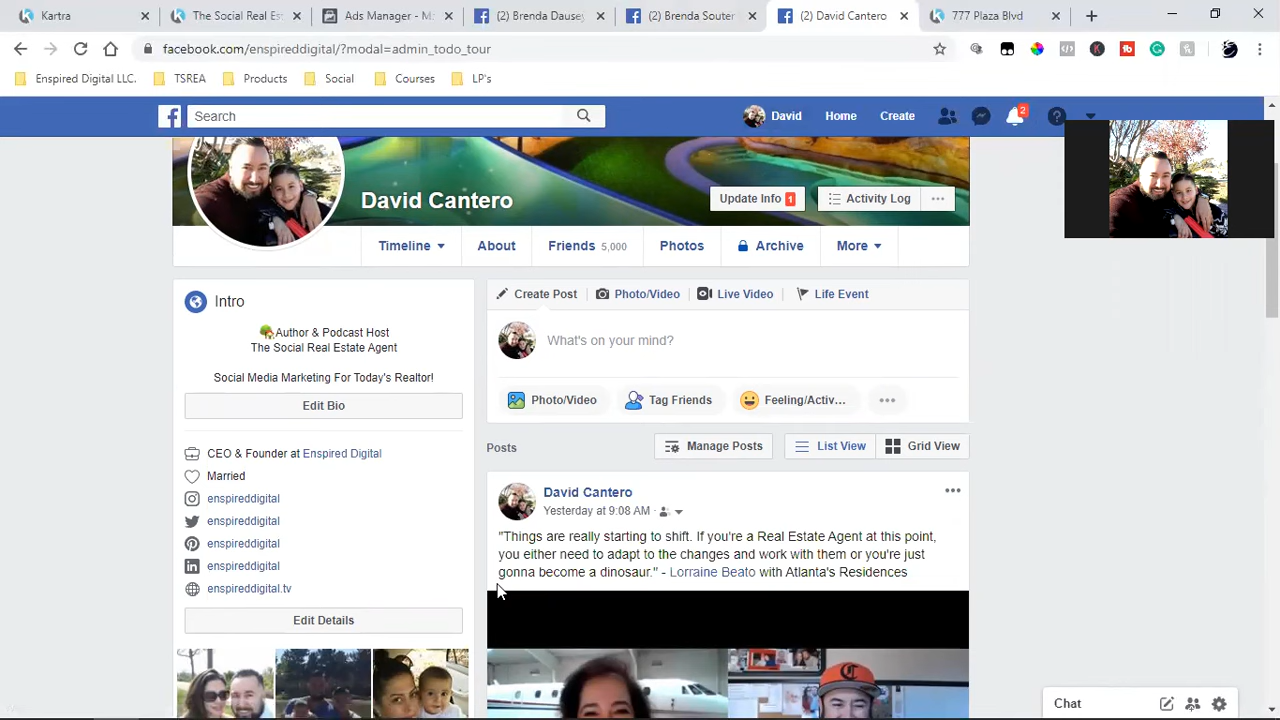 Kartra
The Social Real Est
Ads Manager - M
(2) Brenda Dausey
(2) Brenda Souter
(2) David Cantero
777 Plaza Blvd
facebook.com/enspireddigital/?modal=admin_todo_tour
Enspired Digital LLC.
TSREA
Products
Social
Courses
LP's
Search
David
Home
Create
2
David Cantero
Update Info 1
Activity Log
Timeline
About
Friends 5,000
Photos
Archive
More
Intro
Author & Podcast Host
The Social Real Estate Agent
Social Media Marketing For Today's Realtor!
Edit Bio
CEO & Founder at Enspired Digital
Married
enspireddigital
enspireddigital
enspireddigital
enspireddigital
enspireddigital.tv
Edit Details
Create Post
Photo/Video
Live Video
Life Event
What's on your mind?
Photo/Video
Tag Friends
Feeling/Activ...
Posts
Manage Posts
List View
Grid View
David Cantero
Yesterday at 9:08 AM
"Things are really starting to shift. If you're a Real Estate Agent at this point,
you either need to adapt to the changes and work with them or you're just
gonna become a dinosaur." - Lorraine Beato with Atlanta's Residences
Chat